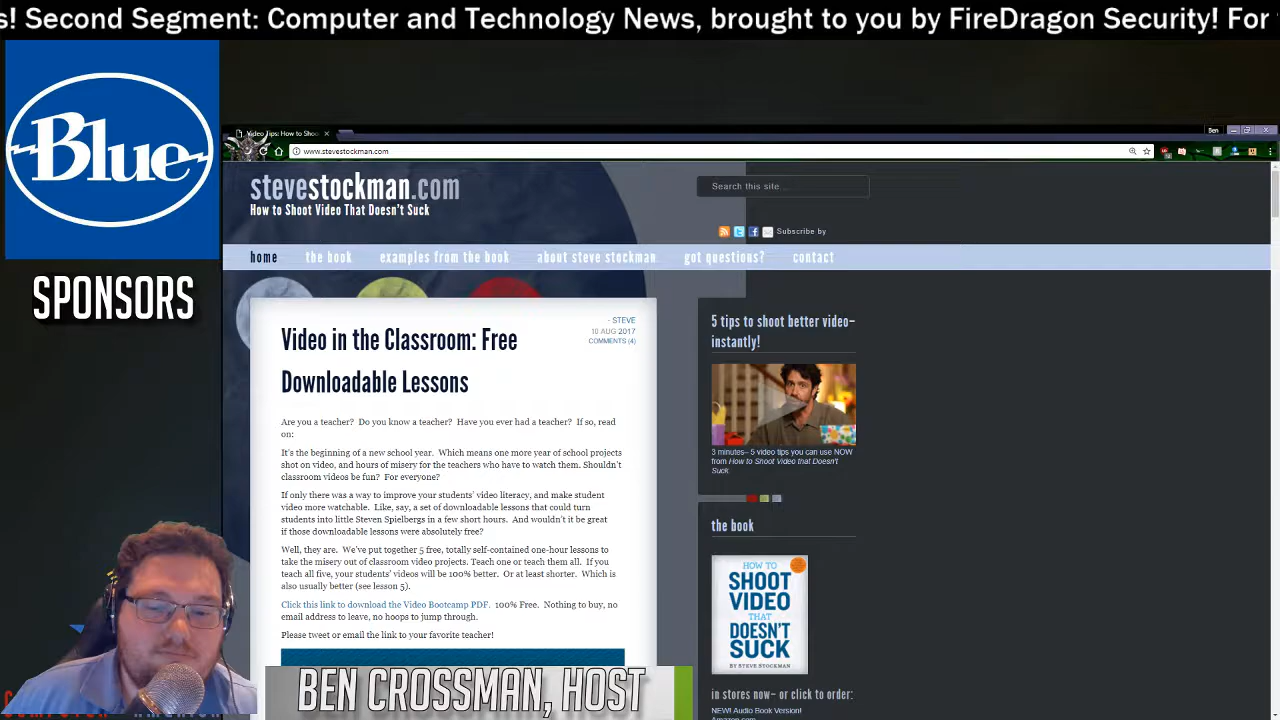 s! Second Segment: Computer and Technology News, brought to you by FireDragon Security! For
Blue
SPONSORS
Video Tips: How to Shoo
Ben
www.stevestockman.com
stevestockman.com
How to Shoot Video That Doesn't Suck
Search this site ...
Subscribe by
home
the book
examples from the book
about steve stockman
got questions?
contact
- STEVE
10 AUG 2017
COMMENTS (4)
Video in the Classroom: Free
Downloadable Lessons
Are you a teacher? Do you know a teacher? Have you ever had a teacher? If so, read
on:
It's the beginning of a new school year. Which means one more year of school projects
shot on video, and hours of misery for the teachers who have to watch them. Shouldn't
classroom videos be fun? For everyone?
If only there was a way to improve your students' video literacy, and make student
video more watchable. Like, say, a set of downloadable lessons that could turn
students into little Steven Spielbergs in a few short hours. And wouldn't it be great
if those downloadable lessons were absolutely free?
Well, they are. We've put together 5 free, totally self-contained one-hour lessons to
take the misery out of classroom video projects. Teach one or teach them all. If you
teach all five, your students' videos will be 100% better. Or at least shorter. Which is
also usually better (see lesson 5).
Click this link to download the Video Bootcamp PDF. 100% Free. Nothing to buy, no
email address to leave, no hoops to jump through.
Please tweet or email the link to your favorite teacher!
5 tips to shoot better video–
instantly!
3 minutes– 5 video tips you can use NOW
from How to Shoot Video that Doesn't
Suck
the book
HOW TO
SHOOT
VIDEO
THAT
DOESN'T
SUCK
BY STEVE STOCKMAN
in stores now– or click to order:
NEW! Audio Book Version!
Amazon.com
BEN CROSSMAN, HOST